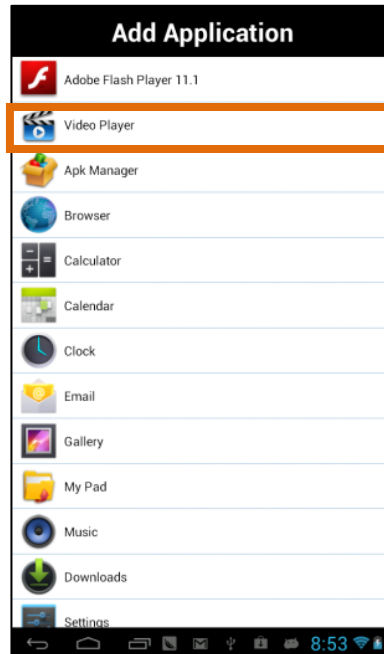 Add Application
Adobe Flash Player 11.1
Video Player
Apk Manager
Browser
Calculator
Calendar
Clock
Email
Gallery
My Pad
Music
Downloads
Settings
8:53